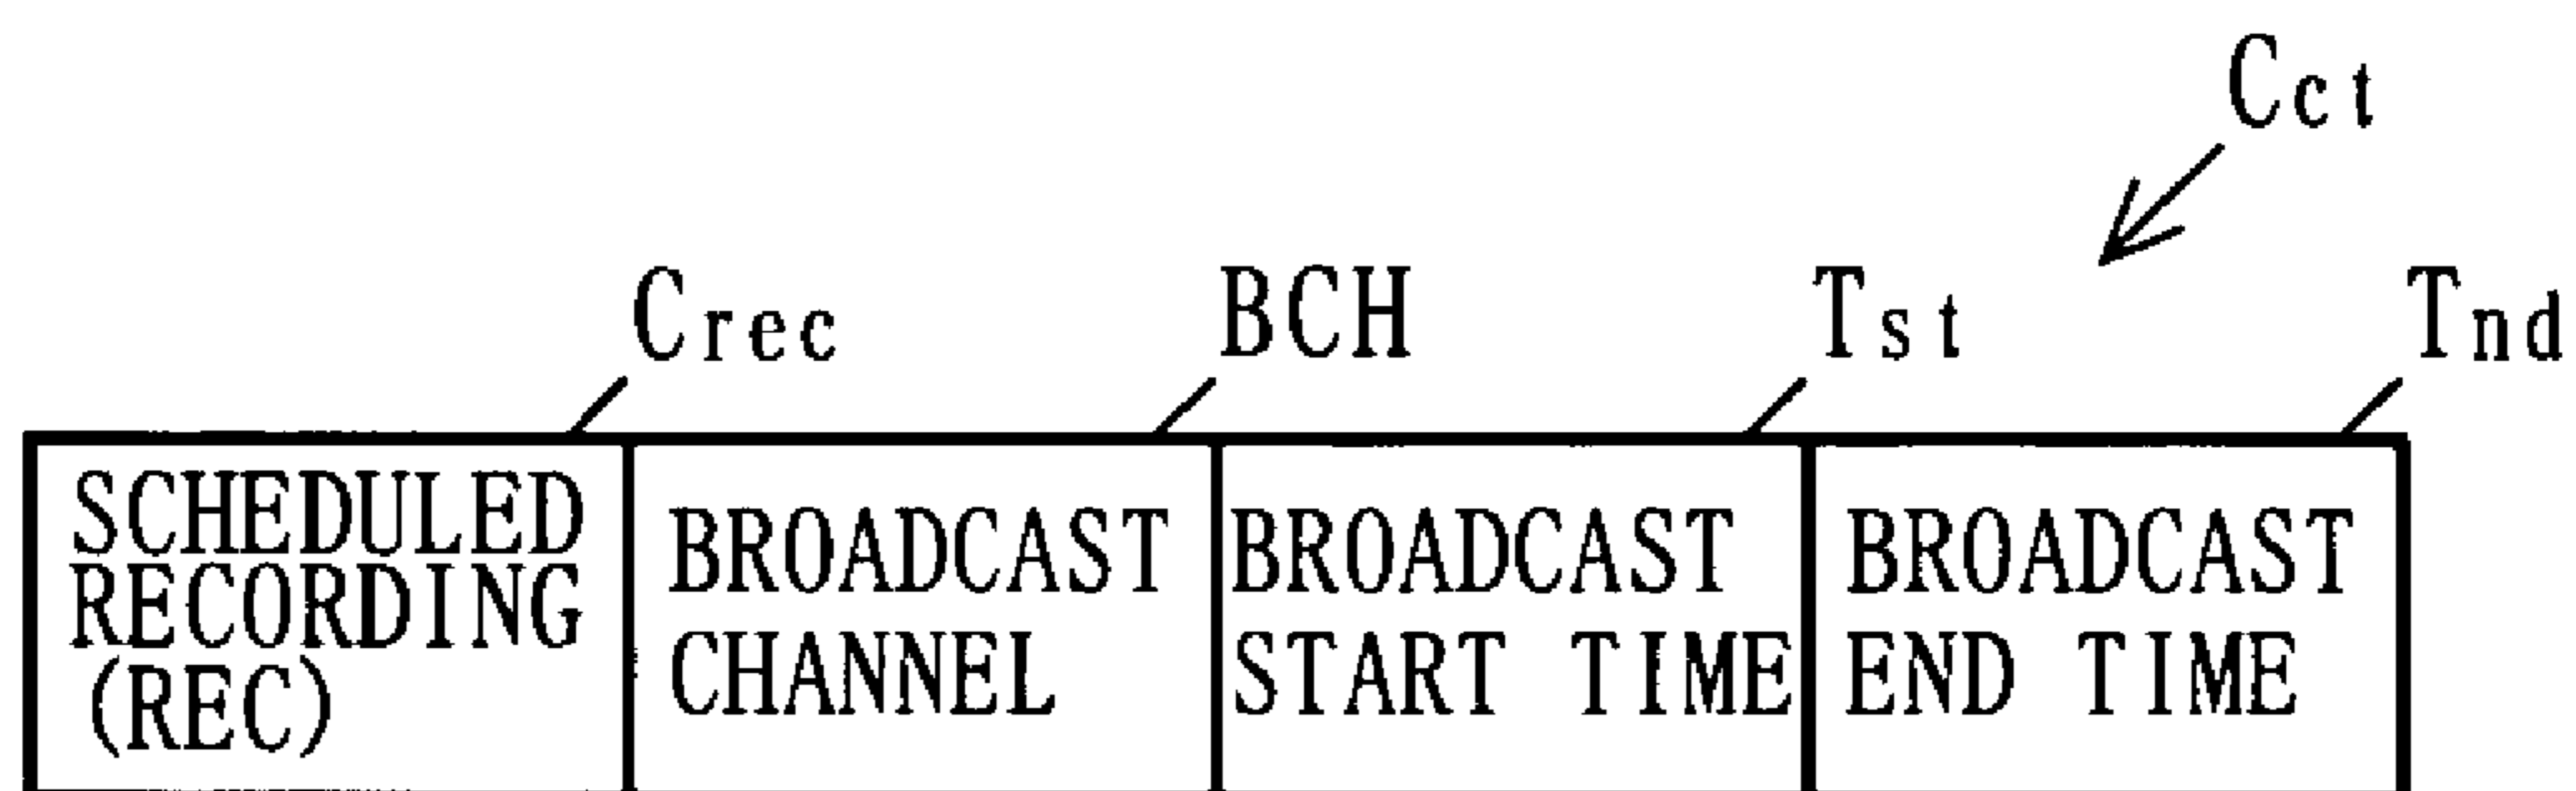 Cct
Crec BCH Tst Tnd
SCHEDULED RECORDING (REC)
BROADCAST CHANNEL
BROADCAST START TIME
BROADCAST END TIME